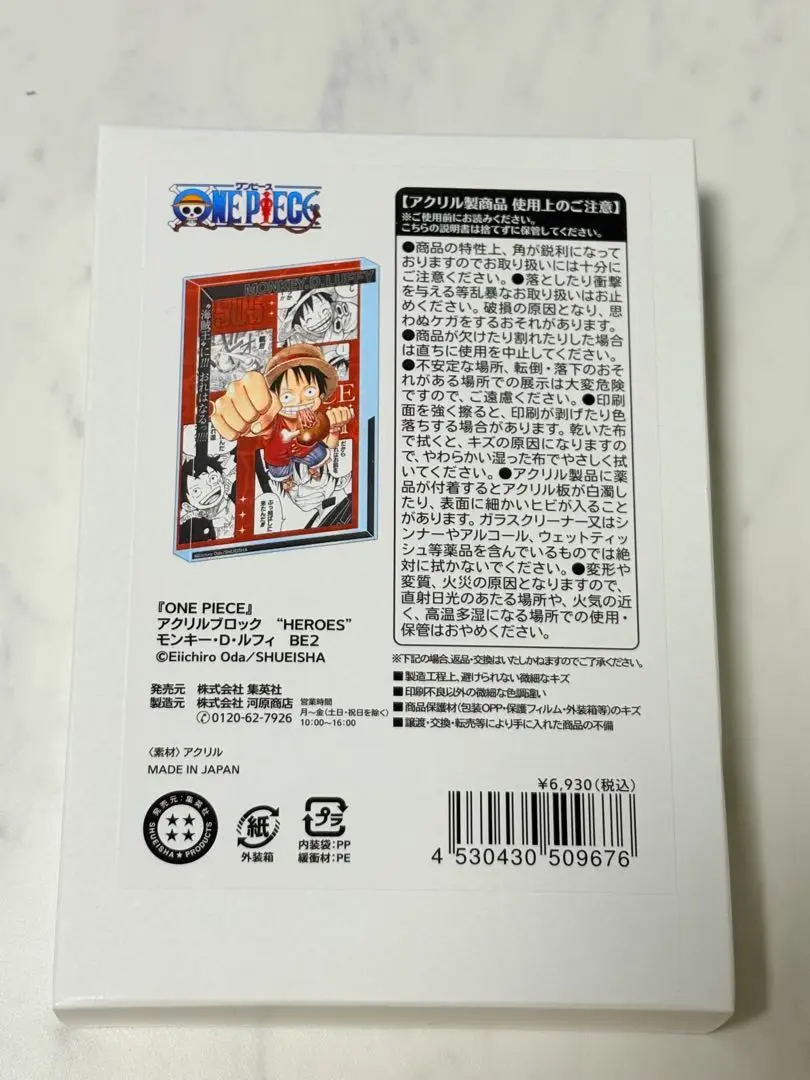 ワンピース
ONE PIECE
MONKEY.D.LUFFY
"海賊王"に!!!
おれはなるっ!!!!
だから
ぶっ飛ばしに
来たんだ!!
©Eiichiro Oda/SHUEISHA
『ONE PIECE』
アクリルブロック “HEROES”
モンキー・D・ルフィ BE2
©Eiichiro Oda/SHUEISHA
発売元 株式会社 集英社
製造元 株式会社 河原商店
0120-62-7926
営業時間
月～金(土日・祝日を除く)
10:00～16:00
〈素材〉アクリル
MADE IN JAPAN
発売元：集英社
SHUEISHA★PRODUCTS
紙
外装箱
プラ
内装袋：PP
緩衝材：PE
【アクリル製商品 使用上のご注意】
※ご使用前にお読みください。
こちらの説明書は捨てずに保管してください。
●商品の特性上、角が鋭利になって
おりますのでお取り扱いには十分に
ご注意ください。●落としたり衝撃
を与える等乱暴なお取り扱いはお止
めください。破損の原因となり、思
わぬケガをするおそれがあります。
●商品が欠けたり割れたりした場合
は直ちに使用を中止してください。
●不安定な場所、転倒・落下のおそ
れがある場所での展示は大変危険
ですので、ご遠慮ください。●印刷
面を強く擦ると、印刷が剥げたり色
落ちする場合があります。乾いた布
で拭くと、キズの原因になりますの
で、やわらかい湿った布でやさしく拭
いてください。●アクリル製品に薬
品が付着するとアクリル板が白濁し
たり、表面に細かいヒビが入ること
があります。ガラスクリーナー又はシ
ンナーやアルコール、ウェットティッ
シュ等薬品を含んでいるものでは絶
対に拭かないでください。●変形や
変質、火災の原因となりますので、
直射日光のあたる場所や、火気の近
く、高温多湿になる場所での使用・
保管はおやめください。
※下記の場合、返品・交換はいたしかねますのでご了承ください。
■製造工程上、避けられない微細なキズ
■印刷不良以外の微細な色調違い
■商品保護材(包装OPP・保護フィルム・外装箱等)のキズ
■譲渡・交換・転売等により手に入れた商品の不備
¥6,930(税込)
4 530430 509676